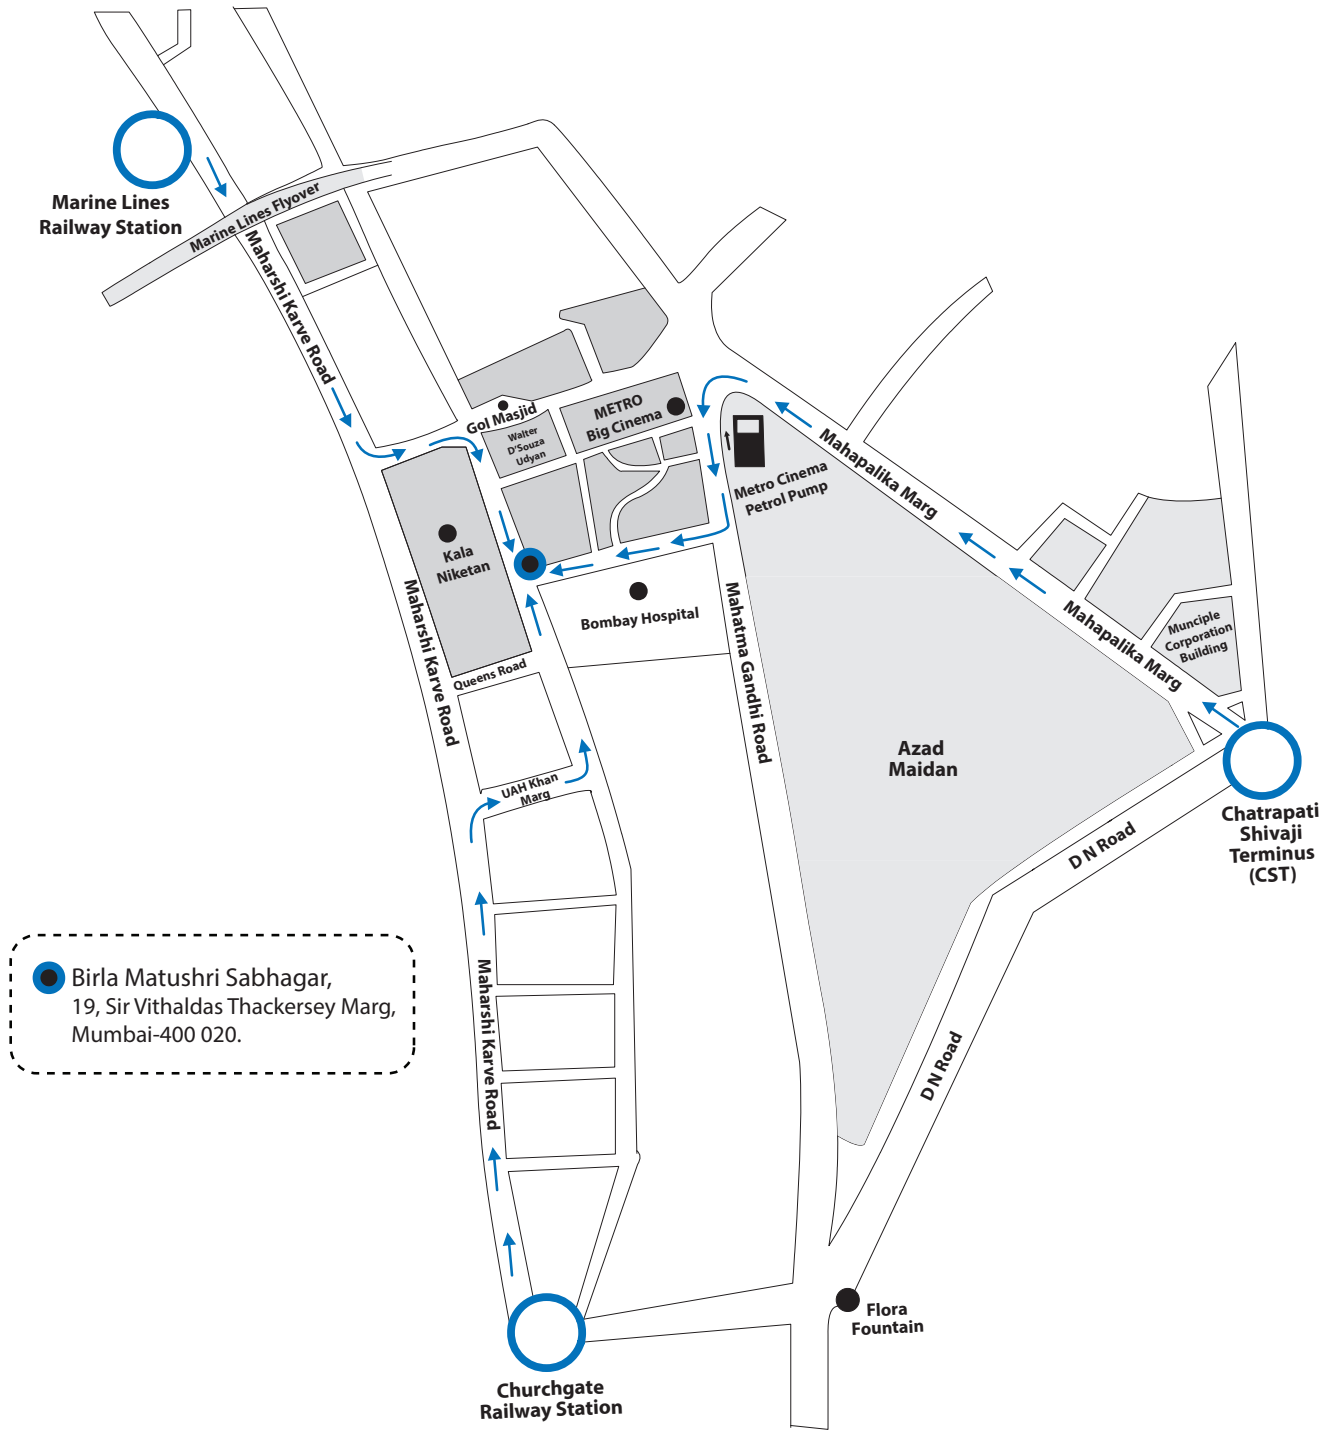 Marine Lines
Railway Station
Marine Lines Flyover
Maharshi Karve Road
Gol Masjid
Walter
D'Souza
Udyan
METRO
Big Cinema
Metro Cinema
Petrol Pump
Mahapalika Marg
Kala
Niketan
Bombay Hospital
Maharshi Karve Road
Queens Road
Mahatma Gandhi Road
Mahapalika Marg
Munciple
Corporation
Building
Azad
Maidan
UAH Khan
Marg
Chatrapati
Shivaji
Terminus
(CST)
D N Road
Birla Matushri Sabhagar,
19, Sir Vithaldas Thackersey Marg,
Mumbai-400 020.
Maharshi Karve Road
D N Road
Flora
Fountain
Churchgate
Railway Station